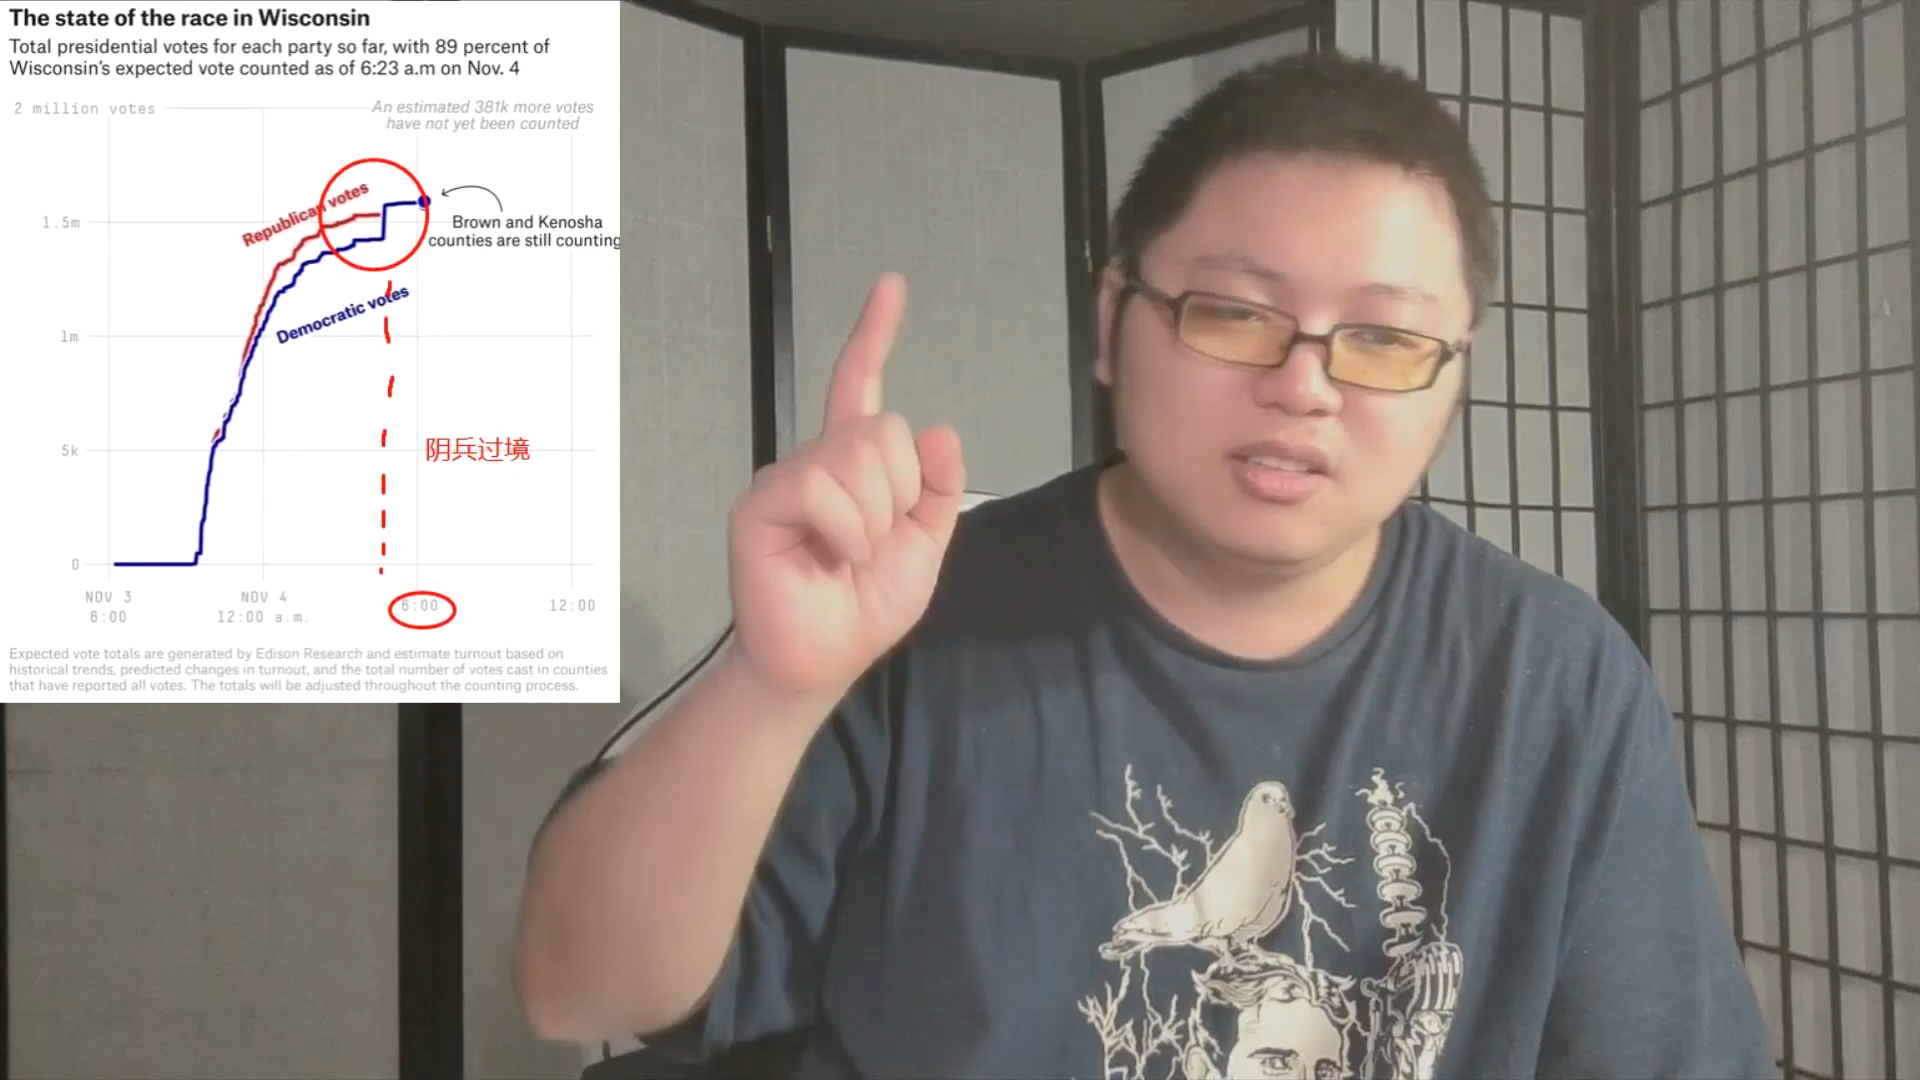 The state of the race in Wisconsin
Total presidential votes for each party so far, with 89 percent of
Wisconsin's expected vote counted as of 6:23 a.m on Nov. 4
2 million votes
An estimated 381k more votes
have not yet been counted
Republican votes
1.5m
Brown and Kenosha
counties are still counting
Democratic votes
1m
5k
阴兵过境
0
NOV 3
6:00
NOV 4
12:00 a.m.
6:00
12:00
Expected vote totals are generated by Edison Research and estimate turnout based on
historical trends, predicted changes in turnout, and the total number of votes cast in counties
that have reported all votes. The totals will be adjusted throughout the counting process.